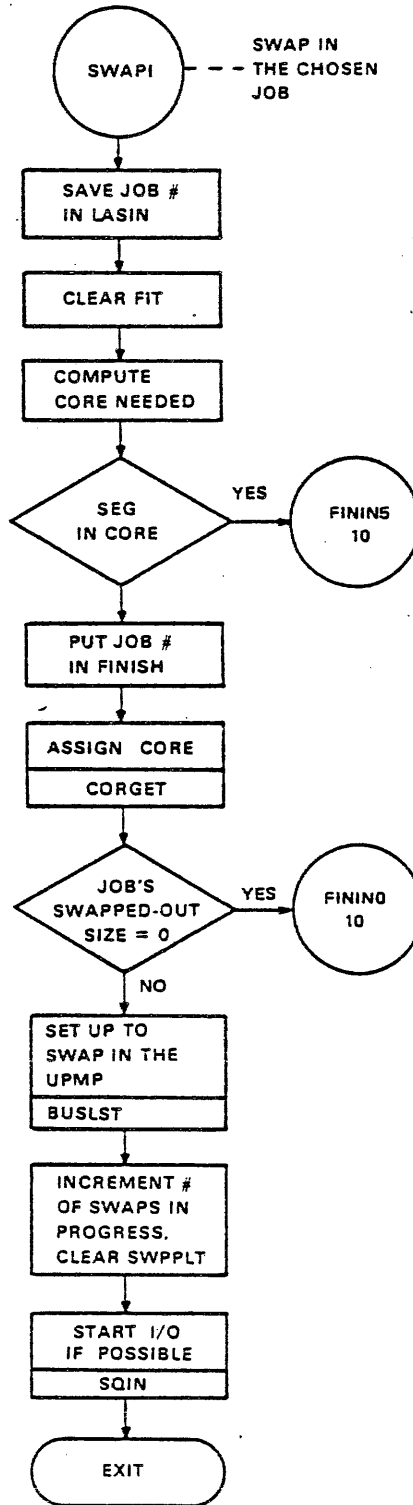 SWAPI
SWAP IN
THE CHOSEN
JOB
SAVE JOB #
IN LASIN
CLEAR FIT
COMPUTE
CORE NEEDED
SEG
IN CORE
YES
FININ5
10
PUT JOB #
IN FINISH
ASSIGN CORE
CORGET
JOB'S
SWAPPED-OUT
SIZE = 0
YES
FININ0
10
NO
SET UP TO
SWAP IN THE
UPMP
BUSLST
INCREMENT #
OF SWAPS IN
PROGRESS,
CLEAR SWPPLT
START I/O
IF POSSIBLE
SQIN
EXIT